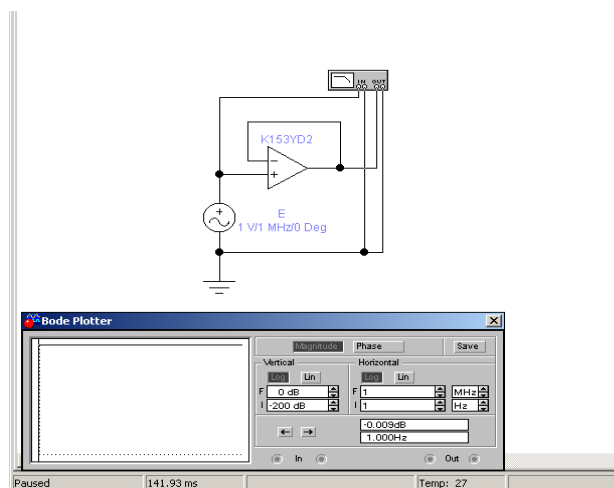 IN OUT
K153YD2
E
1 V/1 MHz/0 Deg
Bode Plotter
Magnitude Phase Save
Vertical Horizontal
Log Lin Log Lin
F 0 dB F 1 MHz
I -200 dB I 1 Hz
-0.009dB
1.000Hz
In Out
Paused 141.93 ms Temp: 27